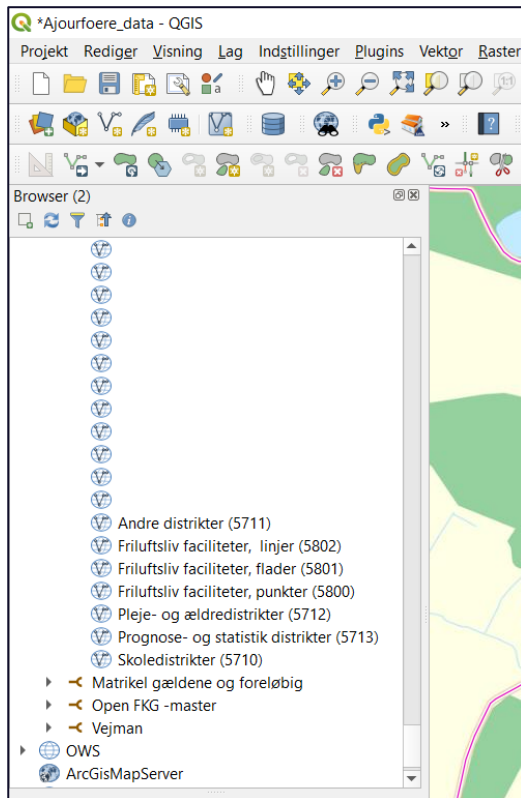 *Ajourfoere_data - QGIS
Projekt Rediger Visning Lag Indstillinger Plugins Vektor Raster
a
1:1
»
?
Browser (2)
Andre distrikter (5711)
Friluftsliv faciliteter,  linjer (5802)
Friluftsliv faciliteter, flader (5801)
Friluftsliv faciliteter, punkter (5800)
Pleje- og ældredistrikter (5712)
Prognose- og statistik distrikter (5713)
Skoledistrikter (5710)
Matrikel gældene og foreløbig
Open FKG -master
Vejman
OWS
ArcGisMapServer